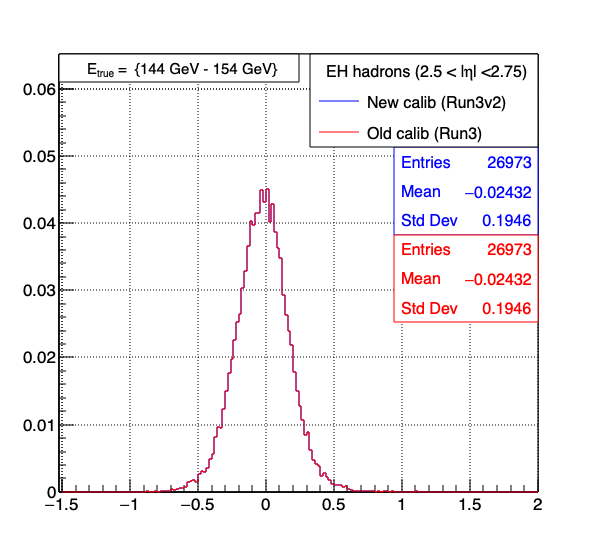 E_true = {144 GeV - 154 GeV}
EH hadrons (2.5 < |η| <2.75)
New calib (Run3v2)
Old calib (Run3)
Entries 26973
Mean −0.02432
Std Dev 0.1946
Entries 26973
Mean −0.02432
Std Dev 0.1946
0.06
0.05
0.04
0.03
0.02
0.01
0
−1.5 −1 −0.5 0 0.5 1 1.5 2